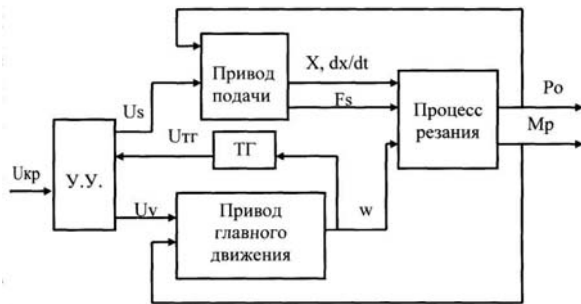 Привод
подачи
X, dx/dt
Fs
Процесс
резания
Po
Mp
Us
Uтг
ТГ
Uкр
У.У.
Uv
Привод
главного
движения
w